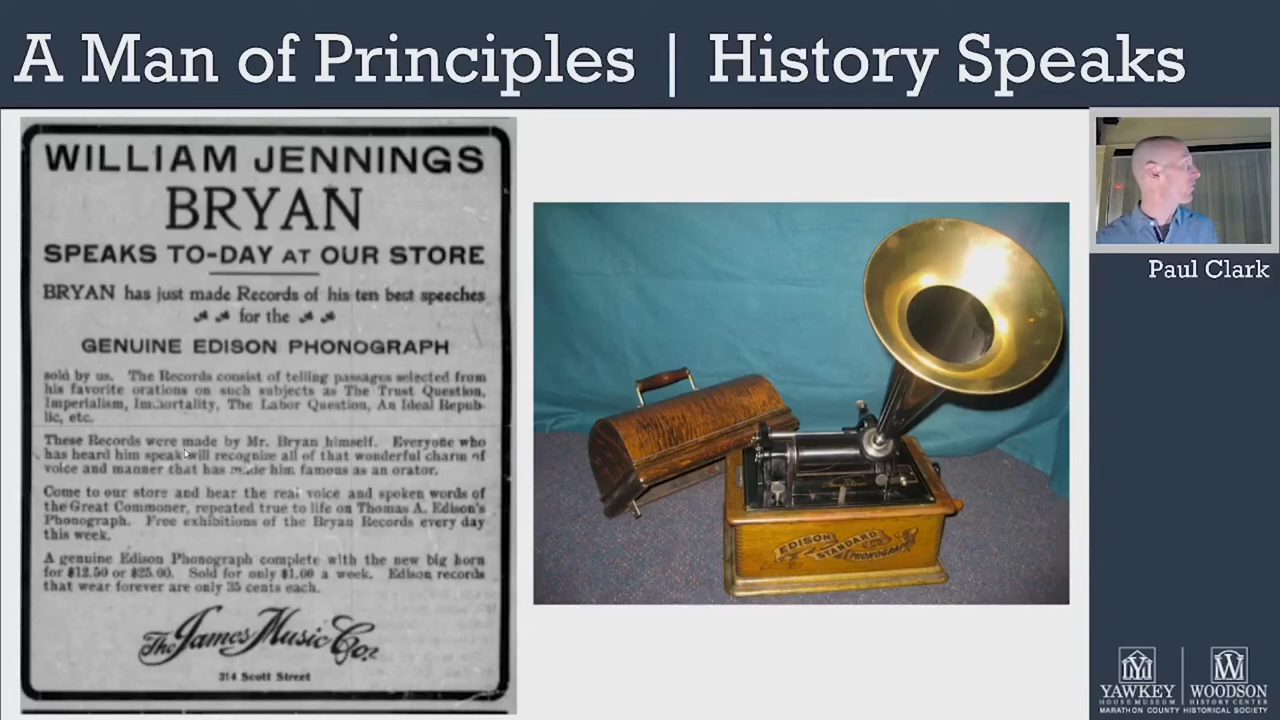 A Man of Principles | History Speaks
WILLIAM JENNINGS
BRYAN
SPEAKS TO-DAY AT OUR STORE
BRYAN has just made Records of his ten best speeches
for the
GENUINE EDISON PHONOGRAPH
sold by us. The Records consist of telling passages selected from
his favorite orations on such subjects as The Trust Question,
Imperialism, Immortality, The Labor Question, An Ideal Repub-
lic, etc.
These Records were made by Mr. Bryan himself. Everyone who
has heard him speak will recognize all of that wonderful charm of
voice and manner that has made him famous as an orator.
Come to our store and hear the real voice and spoken words of
the Great Commoner, repeated true to life on Thomas A. Edison's
Phonograph. Free exhibitions of the Bryan Records every day
this week.
A genuine Edison Phonograph complete with the new big horn
for $12.50 or $25.00. Sold for only $1.00 a week. Edison records
that wear forever are only 35 cents each.
The James Music Co.
314 Scott Street
EDISON
STANDARD
PHONOGRAPH
Paul Clark
YAWKEY
HOUSE MUSEUM
WOODSON
HISTORY CENTER
MARATHON COUNTY HISTORICAL SOCIETY